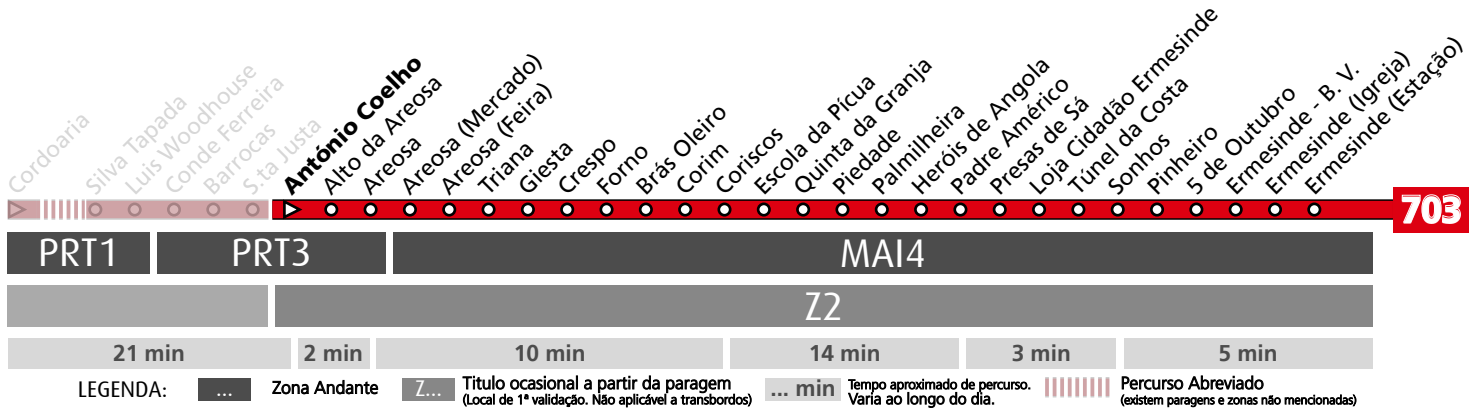 Cordoaria
Silva Tapada
Luis Woodhouse
Conde Ferreira
Barrocas
S.ta Justa
António Coelho
Alto da Areosa
Areosa
Areosa (Mercado)
Areosa (Feira)
Triana
Giesta
Crespo
Forno
Brás Oleiro
Corim
Coriscos
Escola da Pícua
Quinta da Granja
Piedade
Palmilheira
Heróis de Angola
Padre Américo
Presas de Sá
Loja Cidadão Ermesinde
Túnel da Costa
Sonhos
Pinheiro
5 de Outubro
Ermesinde - B. V.
Ermesinde (Igreja)
Ermesinde (Estação)
703
PRT1 PRT3 MAI4
Z2
21 min 2 min 10 min 14 min 3 min 5 min
LEGENDA:
... Zona Andante
Z... Titulo ocasional a partir da paragem
(Local de 1ª validação. Não aplicável a transbordos)
... min Tempo aproximado de percurso.
Varia ao longo do dia.
Percurso Abreviado
(existem paragens e zonas não mencionadas)